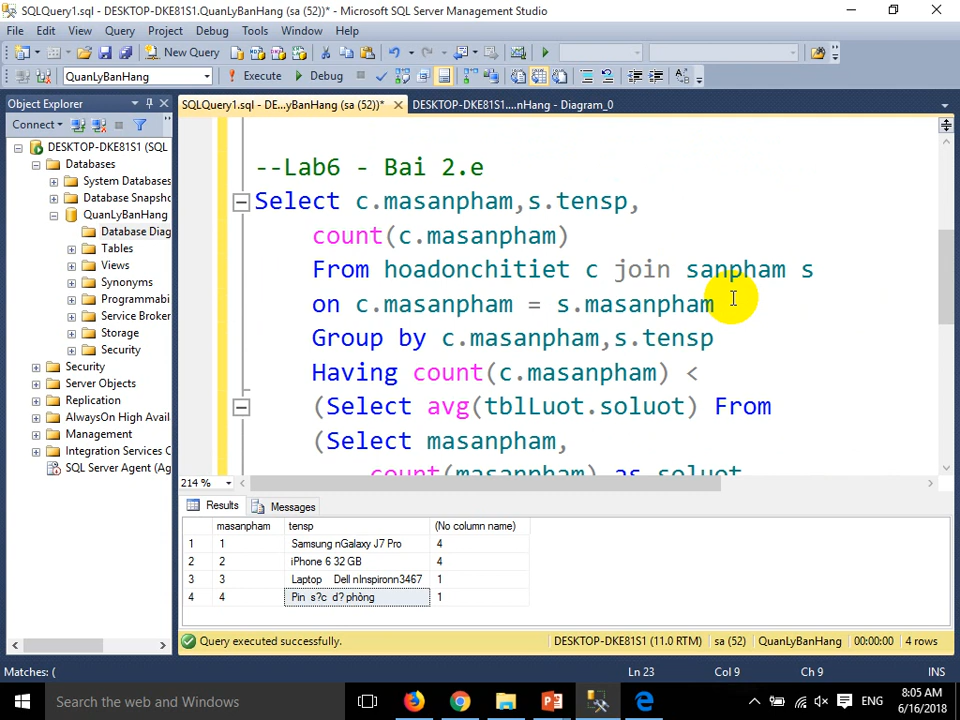 SQLQuery1.sql - DESKTOP-DKE81S1.QuanLyBanHang (sa (52))* - Microsoft SQL Server Management Studio
File Edit View Query Project Debug Tools Window Help
New Query
QuanLyBanHang Execute Debug
Object Explorer
SQLQuery1.sql - DE...yBanHang (sa (52))* DESKTOP-DKE81S1....nHang - Diagram_0
Connect
DESKTOP-DKE81S1 (SQL
Databases
System Databases
Database Snapsho
QuanLyBanHang
Database Diag
Tables
Views
Synonyms
Programmabi
Service Broker
Storage
Security
Security
Server Objects
Replication
AlwaysOn High Avail
Management
Integration Services C
SQL Server Agent (Ag
--Lab6 - Bai 2.e
Select c.masanpham,s.tensp,
count(c.masanpham)
From hoadonchitiet c join sanpham s
on c.masanpham = s.masanpham
Group by c.masanpham,s.tensp
Having count(c.masanpham) <
(Select avg(tblLuot.soluot) From
(Select masanpham,
count(masanpham) as soluot
214 %
Results Messages
masanpham tensp (No column name)
1 1 Samsung nGalaxy J7 Pro 4
2 2 iPhone 6 32 GB 4
3 3 Laptop Dell nInspironn3467 1
4 4 Pin s?c d? phòng 1
Query executed successfully. DESKTOP-DKE81S1 (11.0 RTM) sa (52) QuanLyBanHang 00:00:00 4 rows
Matches: ( Ln 23 Col 9 Ch 9 INS
Search the web and Windows
ENG
8:05 AM
6/16/2018